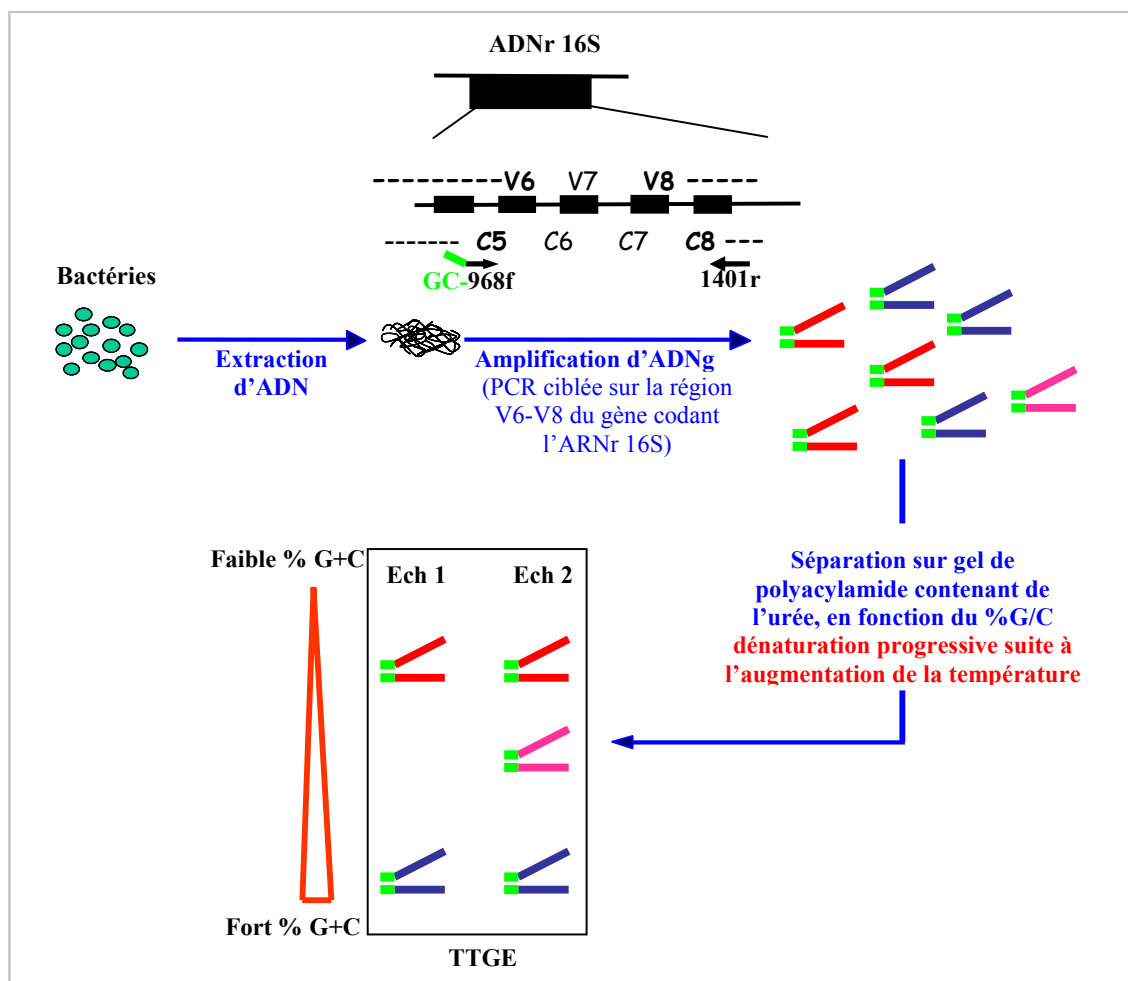 ADNr 16S
V6 V7 V8
C5 C6 C7 C8
GC-968f 1401r
Bactéries
Extraction
d’ADN
Amplification d’ADNg
(PCR ciblée sur la région
V6-V8 du gène codant
l’ARNr 16S)
Séparation sur gel de
polyacylamide contenant de
l’urée, en fonction du %G/C
dénaturation progressive suite à
l’augmentation de la température
Faible % G+C
Ech 1 Ech 2
Fort % G+C
TTGE